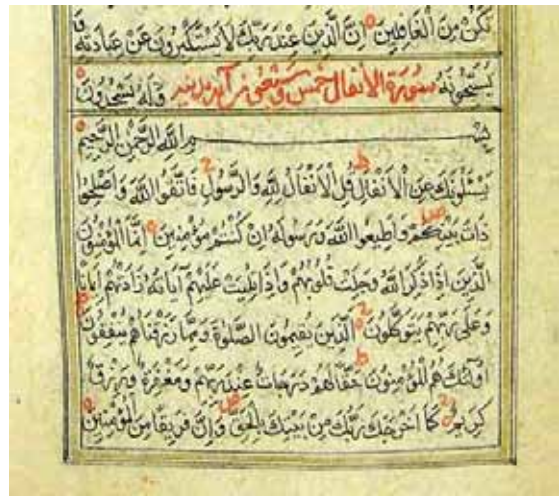 تكن من الغافلين ان الذين عند ربك لا يستكبرون عن عبادته
يسبحونه سورة الانفال خمس وله يسجدون
بسم الله الرحمن الرحيم
يسئلونك عن الانفال قل الانفال لله والرسول فاتقوا الله واصلحوا
ذات بينكم واطيعوا الله ورسوله ان كنتم مؤمنين انما المؤمنون
الذين اذا ذكر الله وجلت قلوبهم واذا تليت عليهم آياته زادتهم ايمانا
وعلى ربهم يتوكلون الذين يقيمون الصلوة ومما رزقناهم ينفقون
اولئك هم المؤمنون حقا لهم درجات عند ربهم ومغفرة ورزق
كريم كما اخرجك ربك من بيتك بالحق وان فريقا من المؤمنين